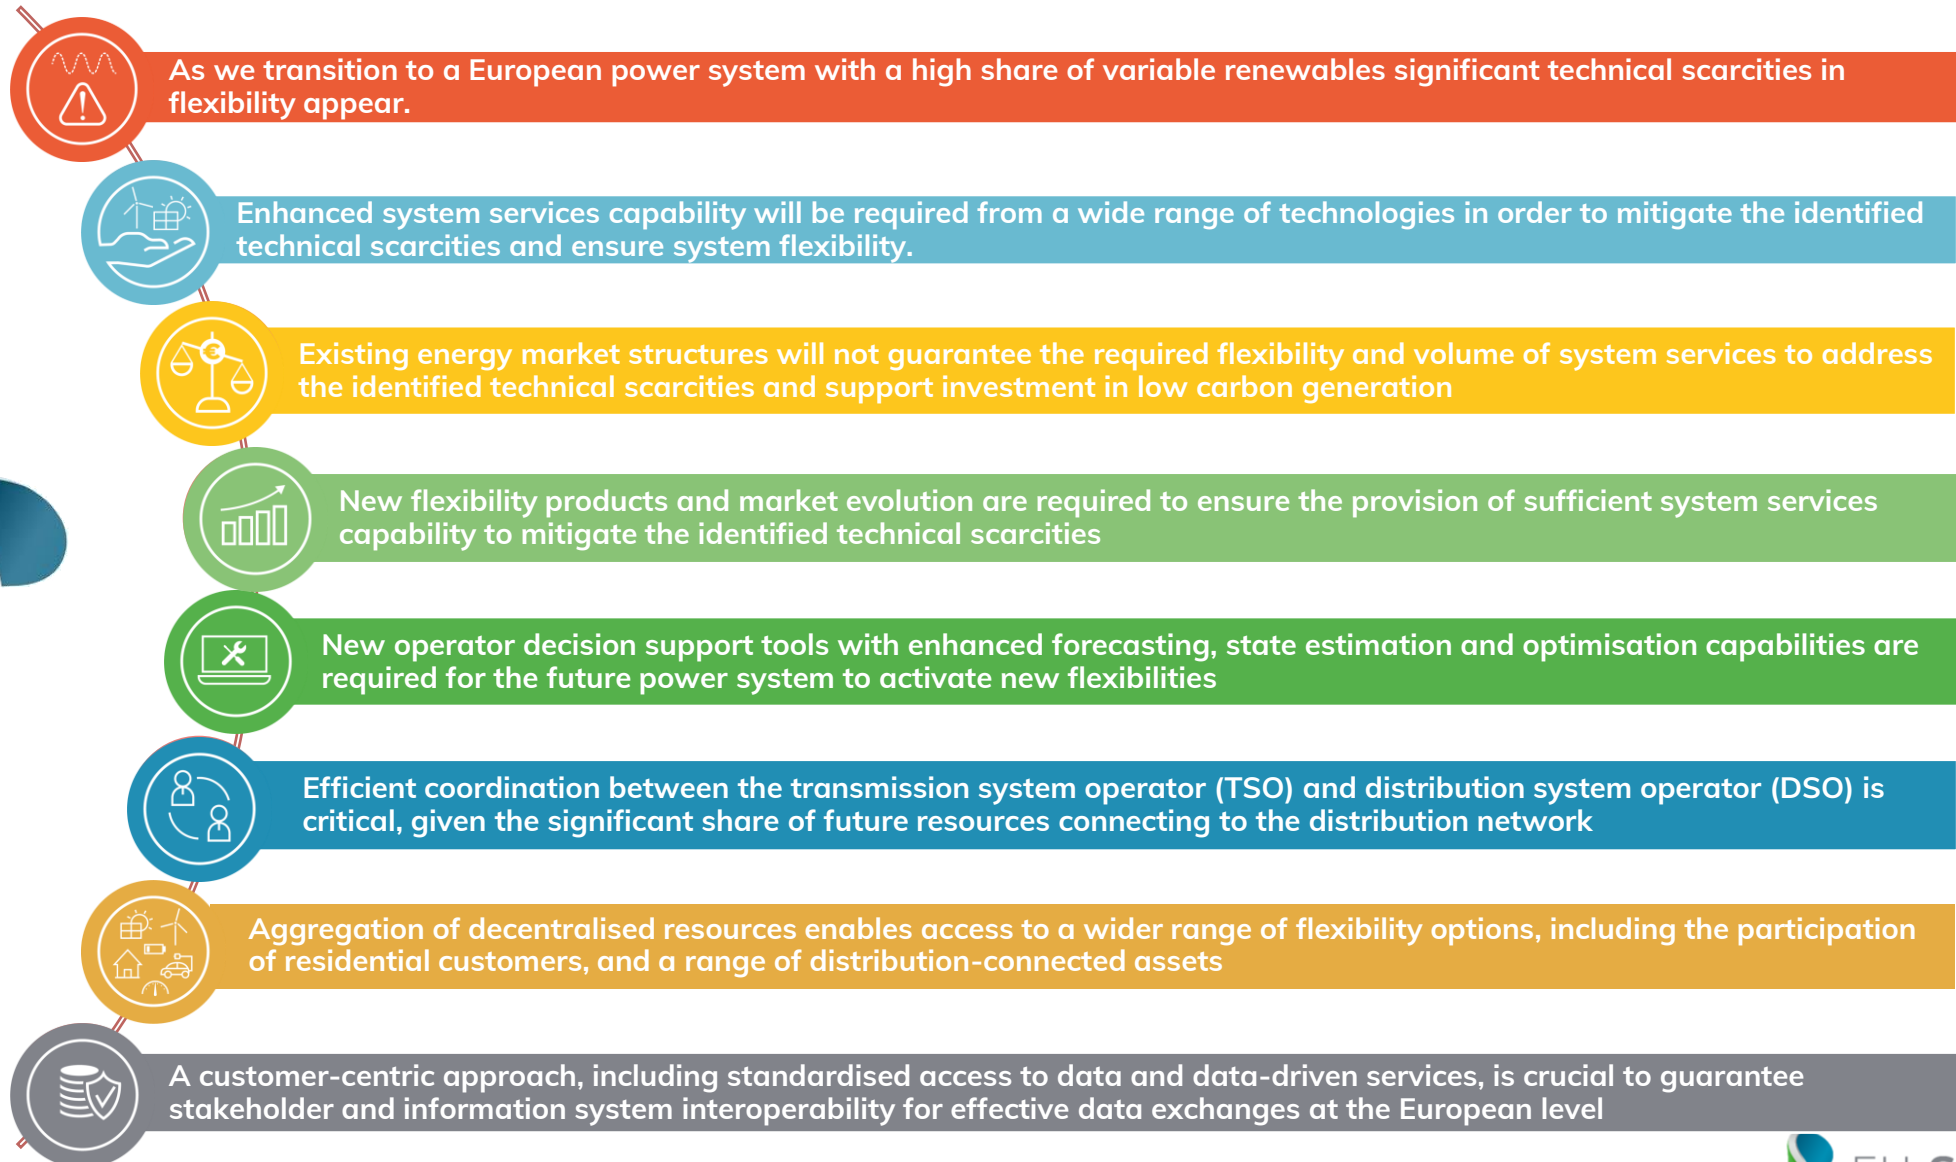 As we transition to a European power system with a high share of variable renewables significant technical scarcities in
flexibility appear.
Enhanced system services capability will be required from a wide range of technologies in order to mitigate the identified
technical scarcities and ensure system flexibility.
Existing energy market structures will not guarantee the required flexibility and volume of system services to address
the identified technical scarcities and support investment in low carbon generation
New flexibility products and market evolution are required to ensure the provision of sufficient system services
capability to mitigate the identified technical scarcities
New operator decision support tools with enhanced forecasting, state estimation and optimisation capabilities are
required for the future power system to activate new flexibilities
Efficient coordination between the transmission system operator (TSO) and distribution system operator (DSO) is
critical, given the significant share of future resources connecting to the distribution network
Aggregation of decentralised resources enables access to a wider range of flexibility options, including the participation
of residential customers, and a range of distribution-connected assets
A customer-centric approach, including standardised access to data and data-driven services, is crucial to guarantee
stakeholder and information system interoperability for effective data exchanges at the European level